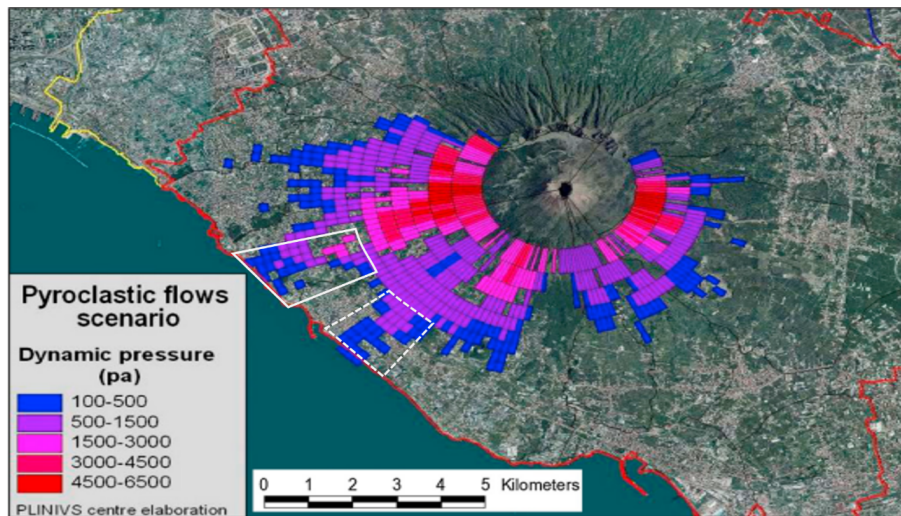 Pyroclastic flows
scenario
Dynamic pressure
(pa)
100-500
500-1500
1500-3000
3000-4500
4500-6500
PLINIVS centre elaboration
0 1 2 3 4 5 Kilometers